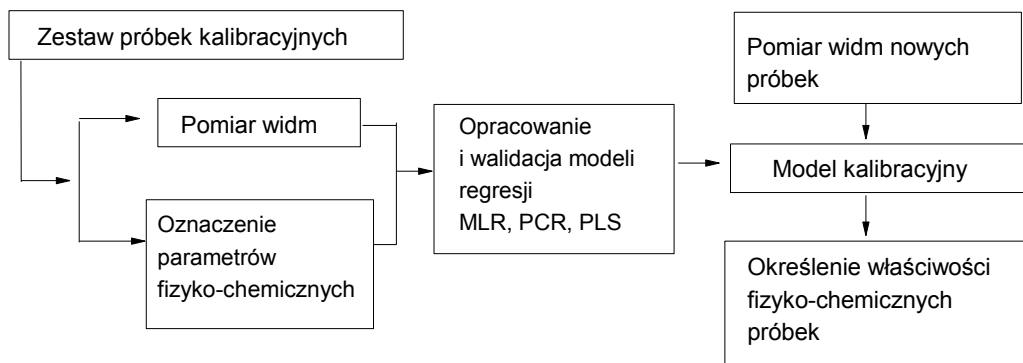 Zestaw próbek kalibracyjnych
Pomiar widm
Oznaczenie
parametrów
fizyko-chemicznych
Opracowanie
i walidacja modeli
regresji
MLR, PCR, PLS
Pomiar widm nowych
próbek
Model kalibracyjny
Określenie właściwości
fizyko-chemicznych
próbek